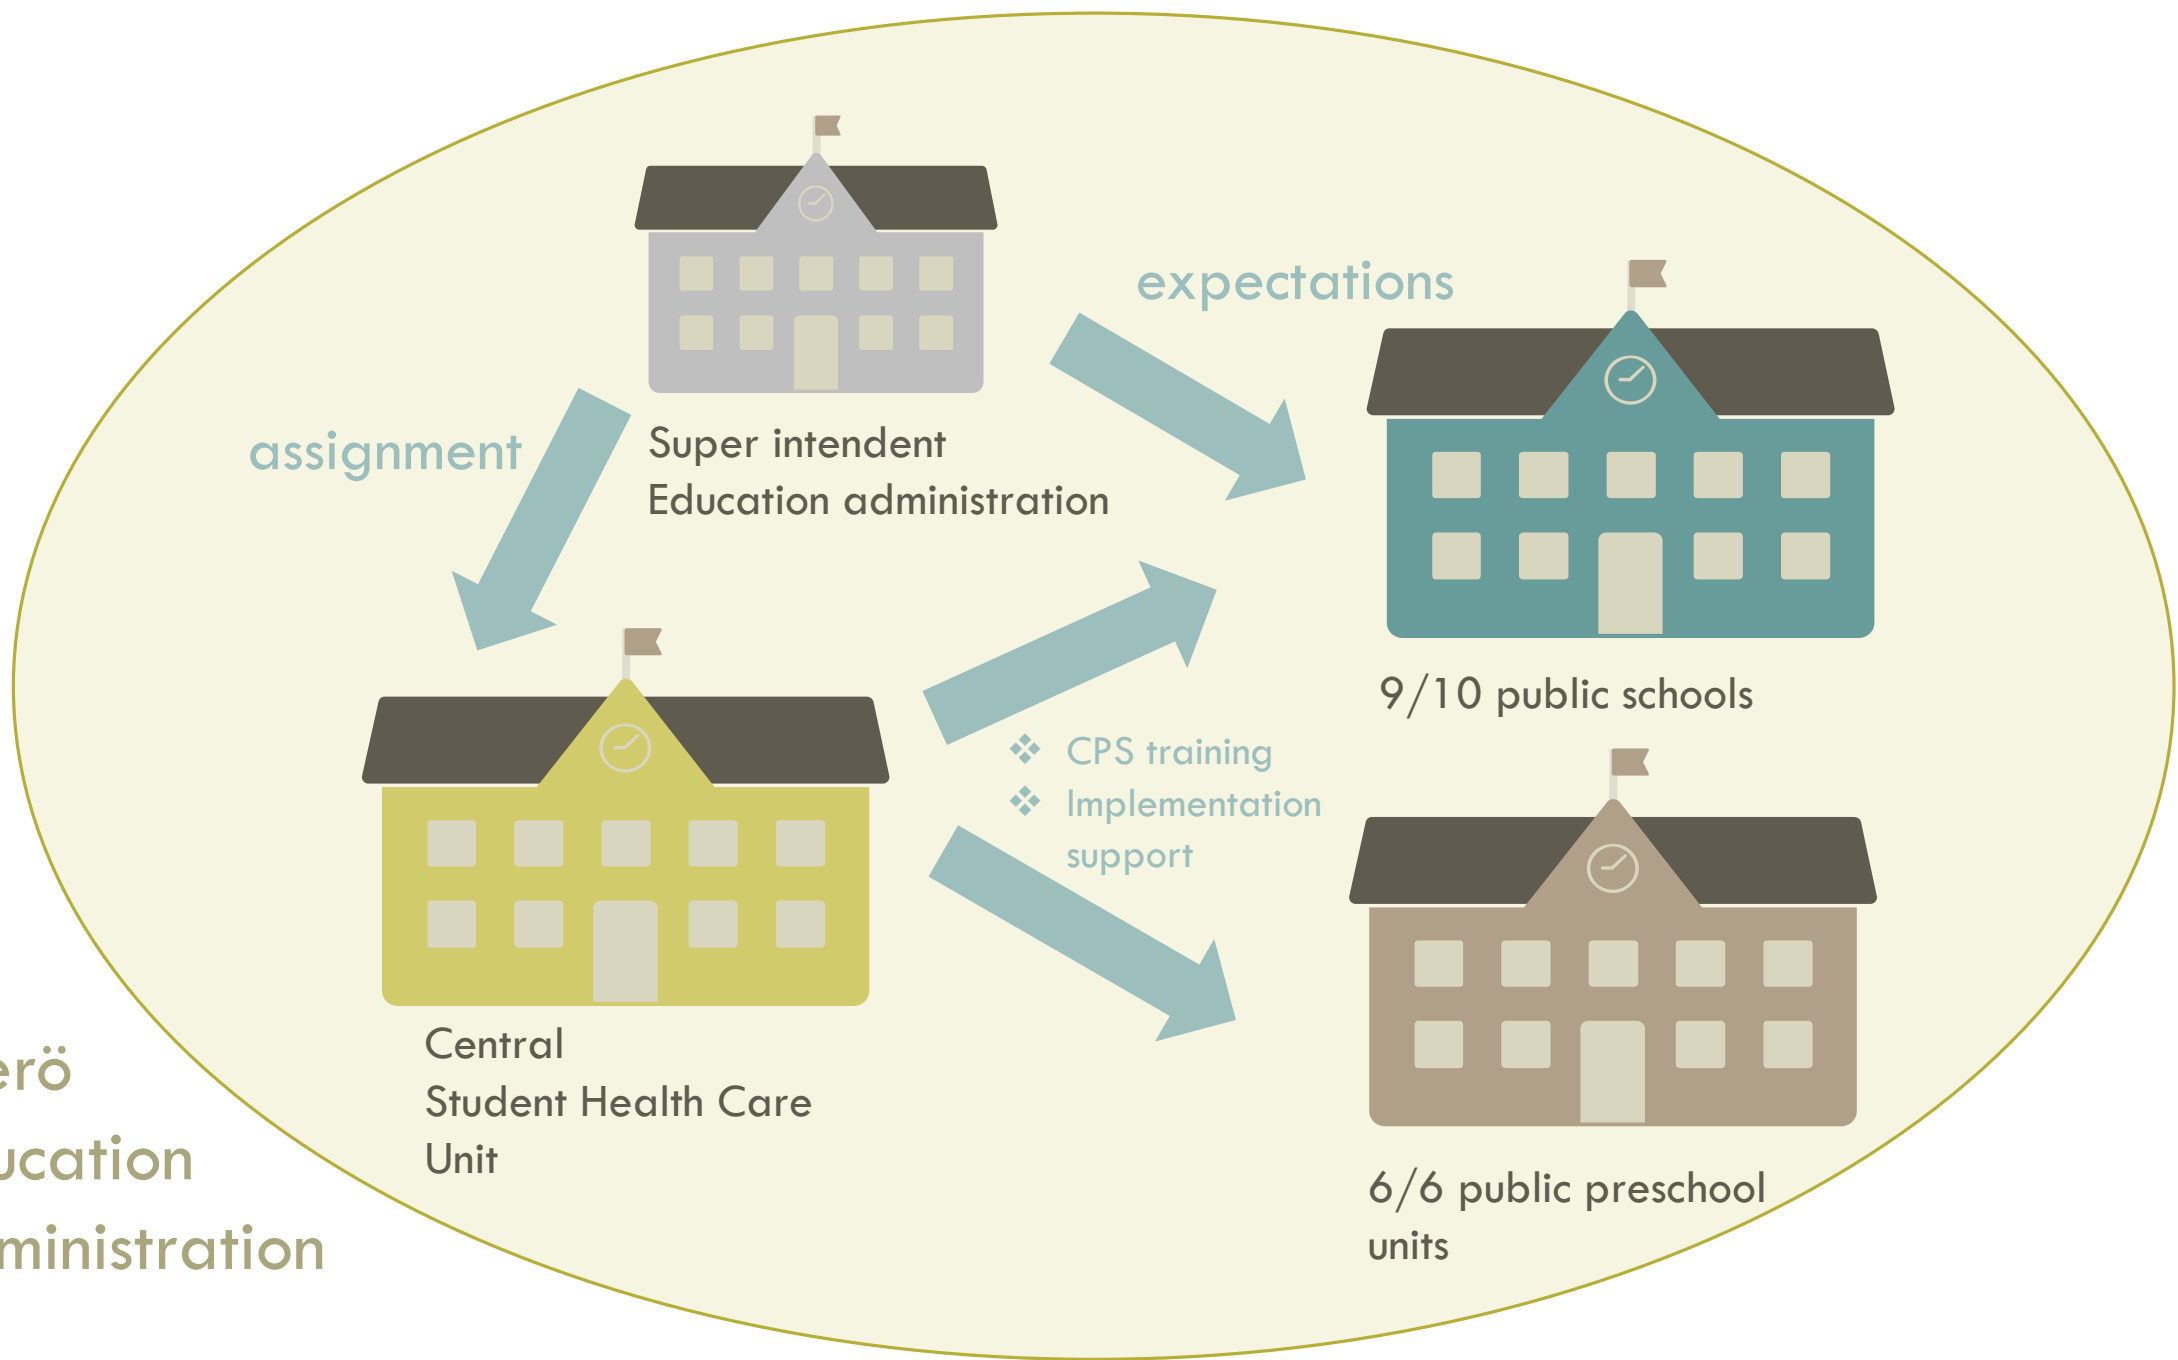 expectations
assignment
Super intendent
Education administration
9/10 public schools
❖ CPS training
❖ Implementation
support
Central
Student Health Care
Unit
6/6 public preschool
units
erö
ucation
ministration